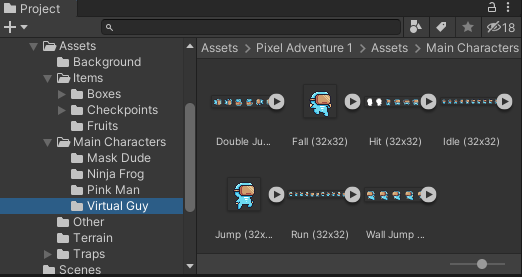 Project
18
Assets
Background
Items
Boxes
Checkpoints
Fruits
Main Characters
Mask Dude
Ninja Frog
Pink Man
Virtual Guy
Other
Terrain
Traps
Scenes
Assets > Pixel Adventure 1 > Assets > Main Characters
Double Ju... Fall (32x32) Hit (32x32) Idle (32x32)
Jump (32x... Run (32x32) Wall Jump ...